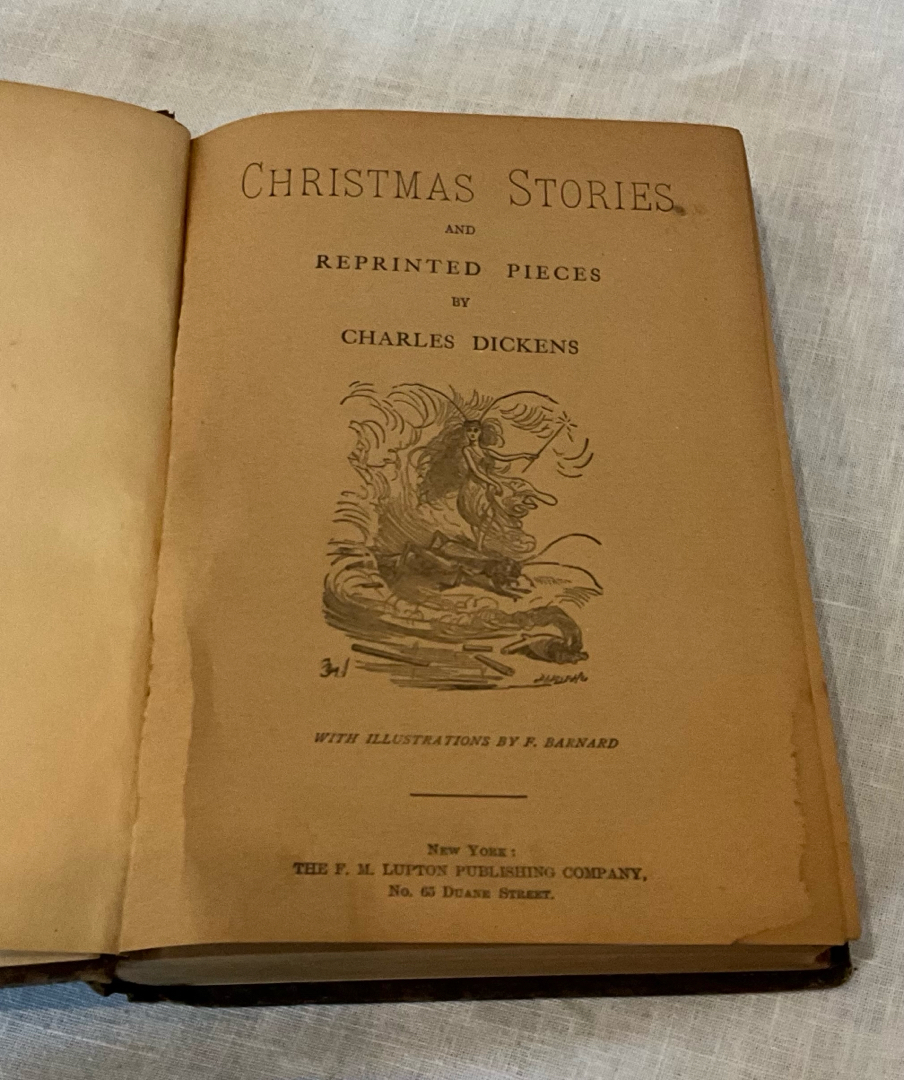 CHRISTMAS STORIES
AND
REPRINTED PIECES
BY
CHARLES DICKENS
WITH ILLUSTRATIONS BY F. BARNARD
NEW YORK:
THE F. M. LUPTON PUBLISHING COMPANY,
No. 65 DUANE STREET.